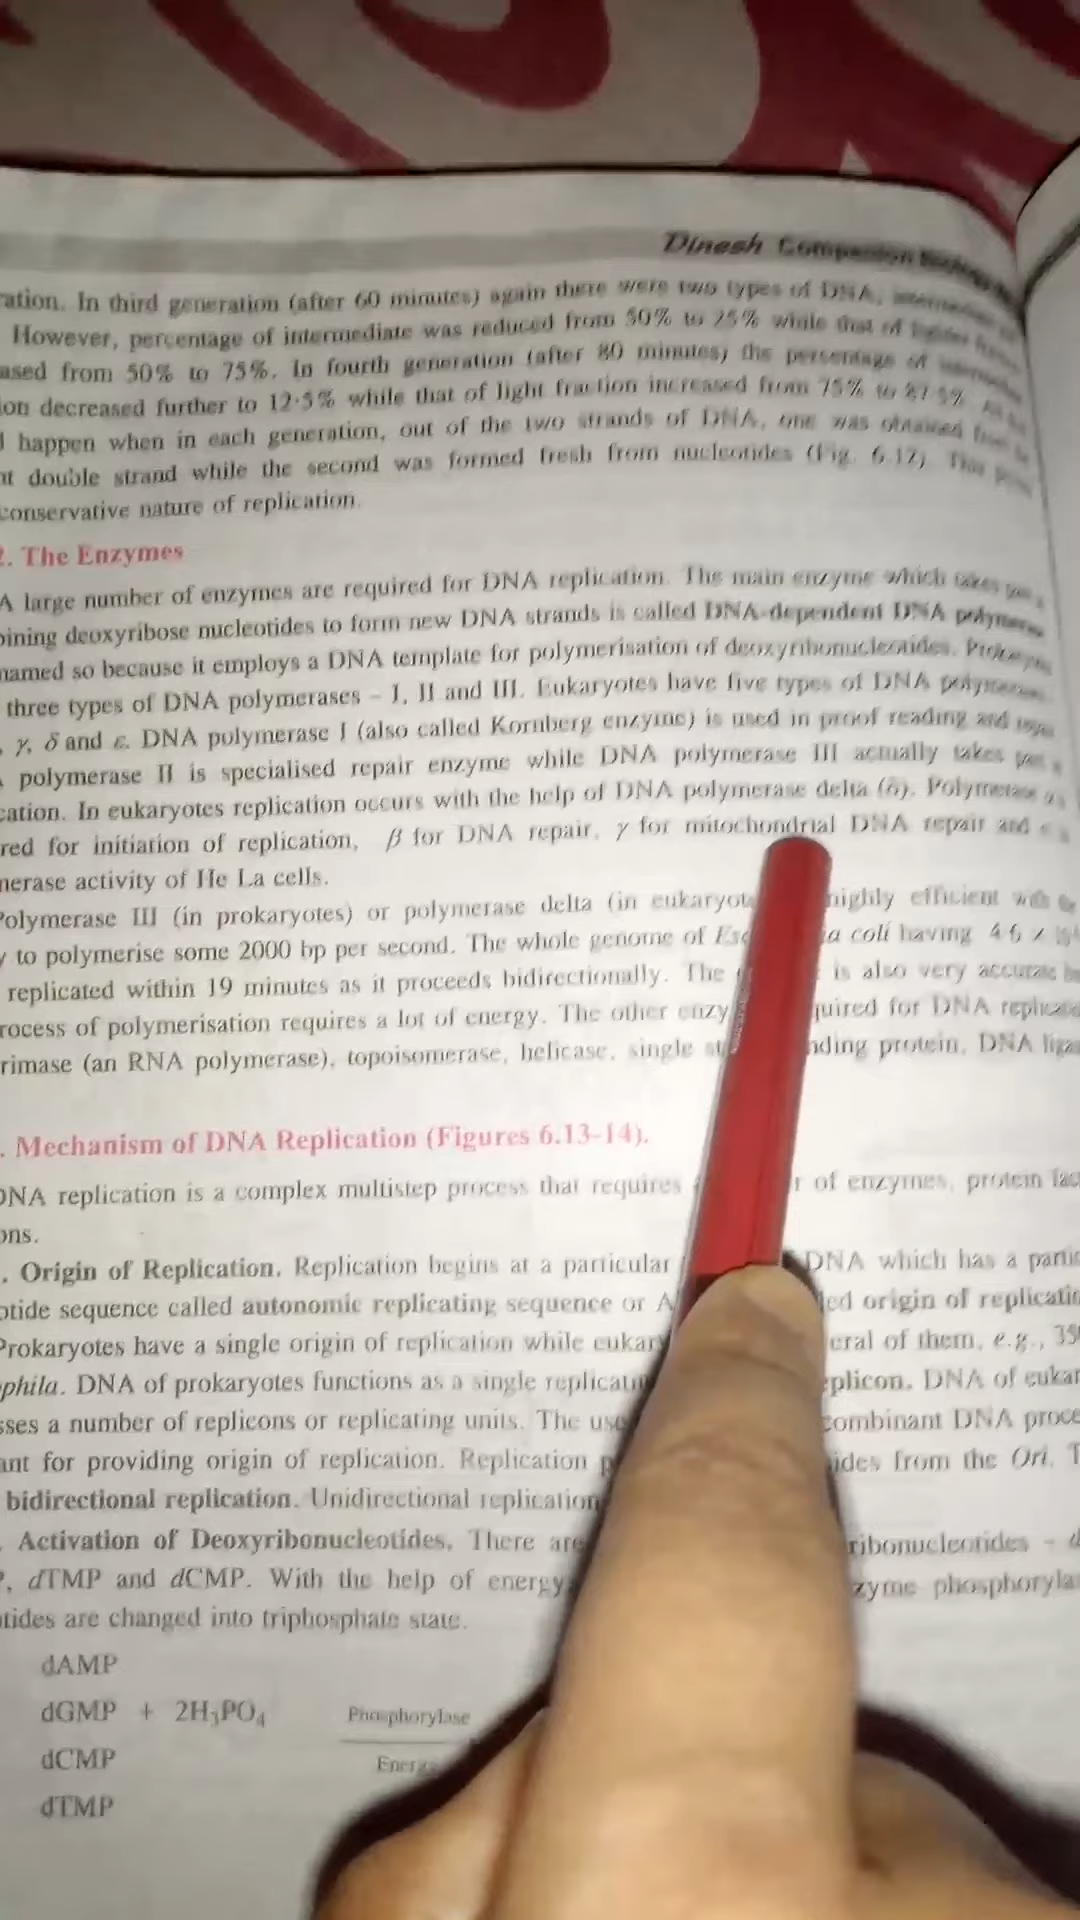 Dinesh Companion
ration. In third generation (after 60 minutes) again there were two types of DNA,
However, percentage of intermediate was reduced from 50% to 25% while that of lighter
ased from 50% to 75%. In fourth generation (after 80 minutes) the percentage of
ion decreased further to 12·5% while that of light fraction increased from 75% to 87·5%.
happen when in each generation, out of the two strands of DNA, one was obtained
nt double strand while the second was formed fresh from nucleotides (Fig. 6.12). This
conservative nature of replication.
2. The Enzymes
A large number of enzymes are required for DNA replication. The main enzyme which takes
oining deoxyribose nucleotides to form new DNA strands is called DNA-dependent DNA
named so because it employs a DNA template for polymerisation of deoxyribonucleotides.
three types of DNA polymerases – I, II and III. Eukaryotes have five types of DNA
, γ, δ and ε. DNA polymerase I (also called Kornberg enzyme) is used in proof reading and
polymerase II is specialised repair enzyme while DNA polymerase III actually takes
cation. In eukaryotes replication occurs with the help of DNA polymerase delta (δ). Polymerase
red for initiation of replication, β for DNA repair, γ for mitochondrial DNA repair and
merase activity of He La cells.
Polymerase III (in prokaryotes) or polymerase delta (in eukaryot highly efficient with
y to polymerise some 2000 bp per second. The whole genome of Esc a coli having 4·6 ×
replicated within 19 minutes as it proceeds bidirectionally. The is also very accurate
rocess of polymerisation requires a lot of energy. The other enzy quired for DNA replicat
rimase (an RNA polymerase), topoisomerase, helicase, single st nding protein, DNA liga
. Mechanism of DNA Replication (Figures 6.13-14).
DNA replication is a complex multistep process that requires r of enzymes, protein fac
ons.
. Origin of Replication. Replication begins at a particular DNA which has a partic
otide sequence called autonomic replicating sequence or A led origin of replicatio
Prokaryotes have a single origin of replication while eukary eral of them, e.g., 35
phila. DNA of prokaryotes functions as a single replicatin eplicon. DNA of eukar
sses a number of replicons or replicating units. The use combinant DNA proce
ant for providing origin of replication. Replication p ides from the Ori. T
bidirectional replication. Unidirectional replication
. Activation of Deoxyribonucleotides. There are ribonucleotides – d
P, dTMP and dCMP. With the help of energy zyme phosphoryla
otides are changed into triphosphate state.
dAMP
dGMP + 2H₃PO₄ Phosphorylase
dCMP Energy
dTMP